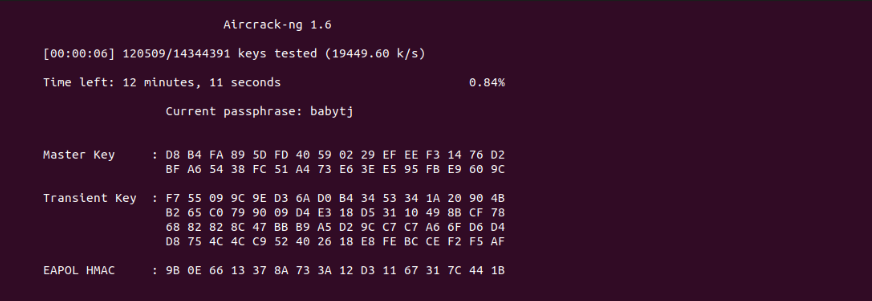 Aircrack-ng 1.6
[00:00:06] 120509/14344391 keys tested (19449.60 k/s)
Time left: 12 minutes, 11 seconds 0.84%
Current passphrase: babytj
Master Key : D8 B4 FA 89 5D FD 40 59 02 29 EF EE F3 14 76 D2
BF A6 54 38 FC 51 A4 73 E6 3E E5 95 FB E9 60 9C
Transient Key : F7 55 09 9C 9E D3 6A D0 B4 34 53 34 1A 20 90 4B
B2 65 C0 79 90 09 D4 E3 18 D5 31 10 49 8B CF 78
68 82 82 8C 47 BB B9 A5 D2 9C C7 C7 A6 6F D6 D4
D8 75 4C 4C C9 52 40 26 18 E8 FE BC CE F2 F5 AF
EAPOL HMAC : 9B 0E 66 13 37 8A 73 3A 12 D3 11 67 31 7C 44 1B